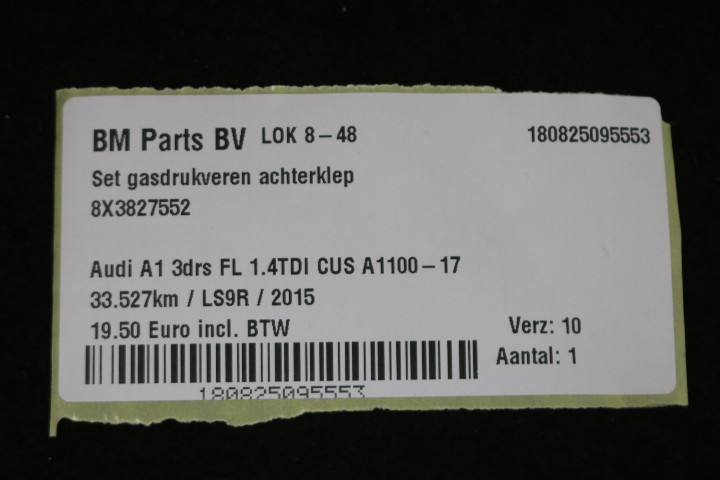 BM Parts BV LOK 8-48 180825095553
Set gasdrukveren achterklep
8X3827552
Audi A1 3drs FL 1.4TDI CUS A1100-17
33.527km / LS9R / 2015
19.50 Euro incl. BTW Verz: 10
Aantal: 1
180825095553